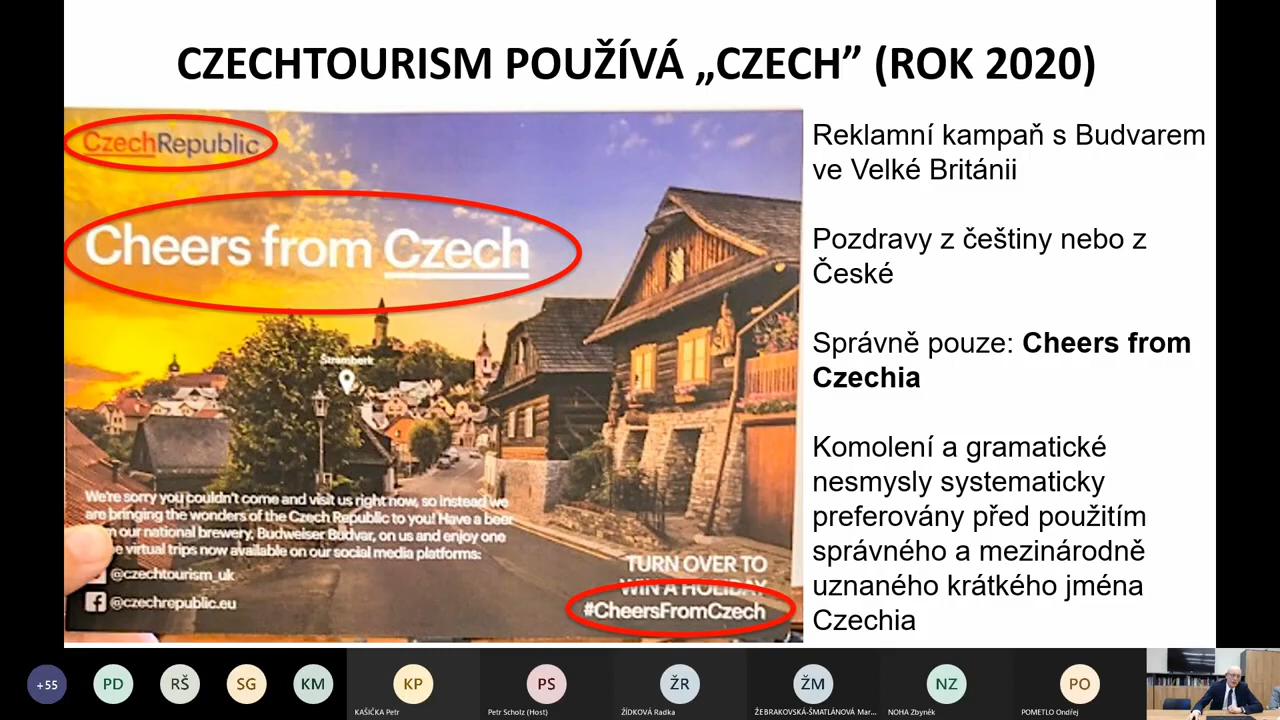 CZECHTOURISM POUŽÍVÁ „CZECH” (ROK 2020)
CzechRepublic
Cheers from Czech
Stramberk
We're sorry you couldn't come and visit us right now, so instead we
are bringing the wonders of the Czech Republic to you! Have a beer
our national brewery, Budweiser Budvar, on us and enjoy one
virtual trips now available on our social media platforms:
@czechtourism_uk
@czechrepublic.eu
TURN OVER TO
WIN A HOLIDAY
#CheersFromCzech
Reklamní kampaň s Budvarem
ve Velké Británii
Pozdravy z češtiny nebo z
České
Správně pouze: Cheers from
Czechia
Komolení a gramatické
nesmysly systematicky
preferovány před použitím
správného a mezinárodně
uznaného krátkého jména
Czechia
+55
PD
RŠ
SG
KM
KP
KAŠIČKA Petr
PS
Petr Scholz (Host)
ŽR
ŽÍDKOVÁ Radka
ŽM
ŽEBRAKOVSKÁ-ŠMATLÁNOVÁ Mar...
NZ
NOHA Zbyněk
PO
POMETLO Ondřej